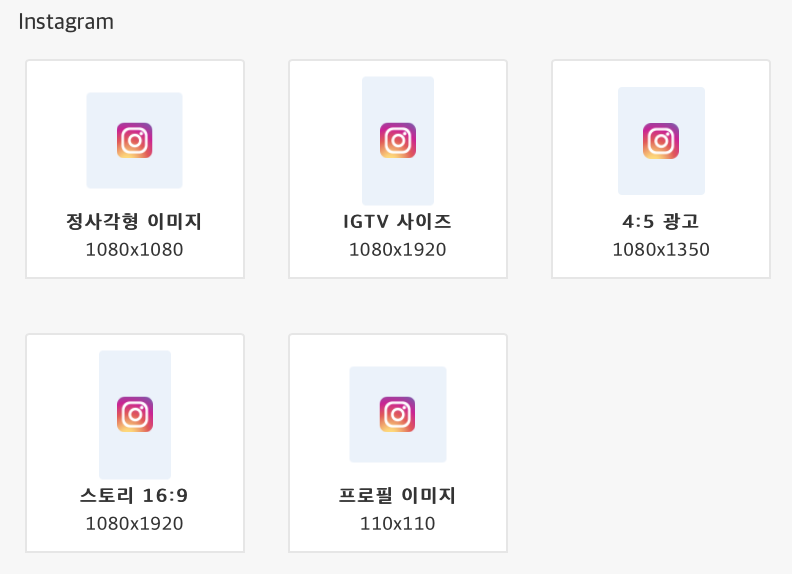 Instagram
정사각형 이미지
1080x1080
IGTV 사이즈
1080x1920
4:5 광고
1080x1350
스토리 16:9
1080x1920
프로필 이미지
110x110